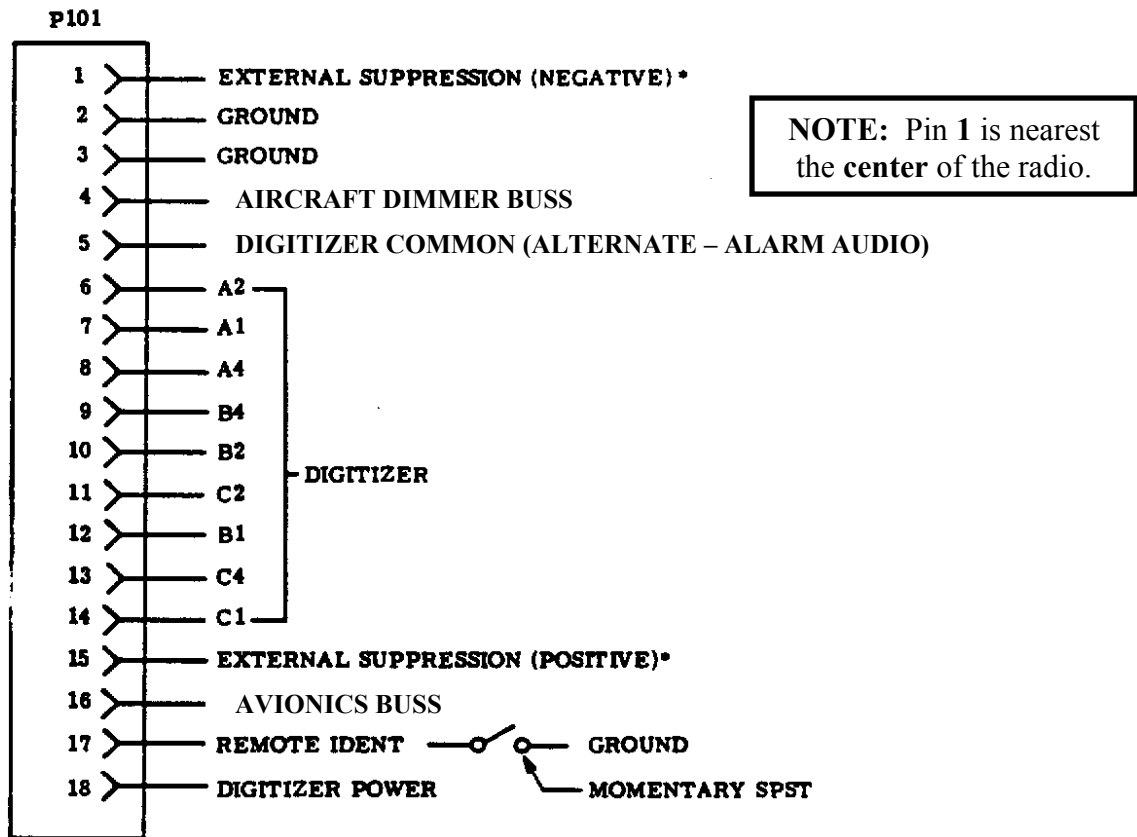 P101
1 EXTERNAL SUPPRESSION (NEGATIVE)*
2 GROUND
3 GROUND
4 AIRCRAFT DIMMER BUSS
5 DIGITIZER COMMON (ALTERNATE – ALARM AUDIO)
6 A2
7 A1
8 A4
9 B4
10 B2
11 C2
12 B1
13 C4
14 C1
DIGITIZER
15 EXTERNAL SUPPRESSION (POSITIVE)*
16 AVIONICS BUSS
17 REMOTE IDENT GROUND
18 DIGITIZER POWER MOMENTARY SPST
NOTE: Pin 1 is nearest
the center of the radio.